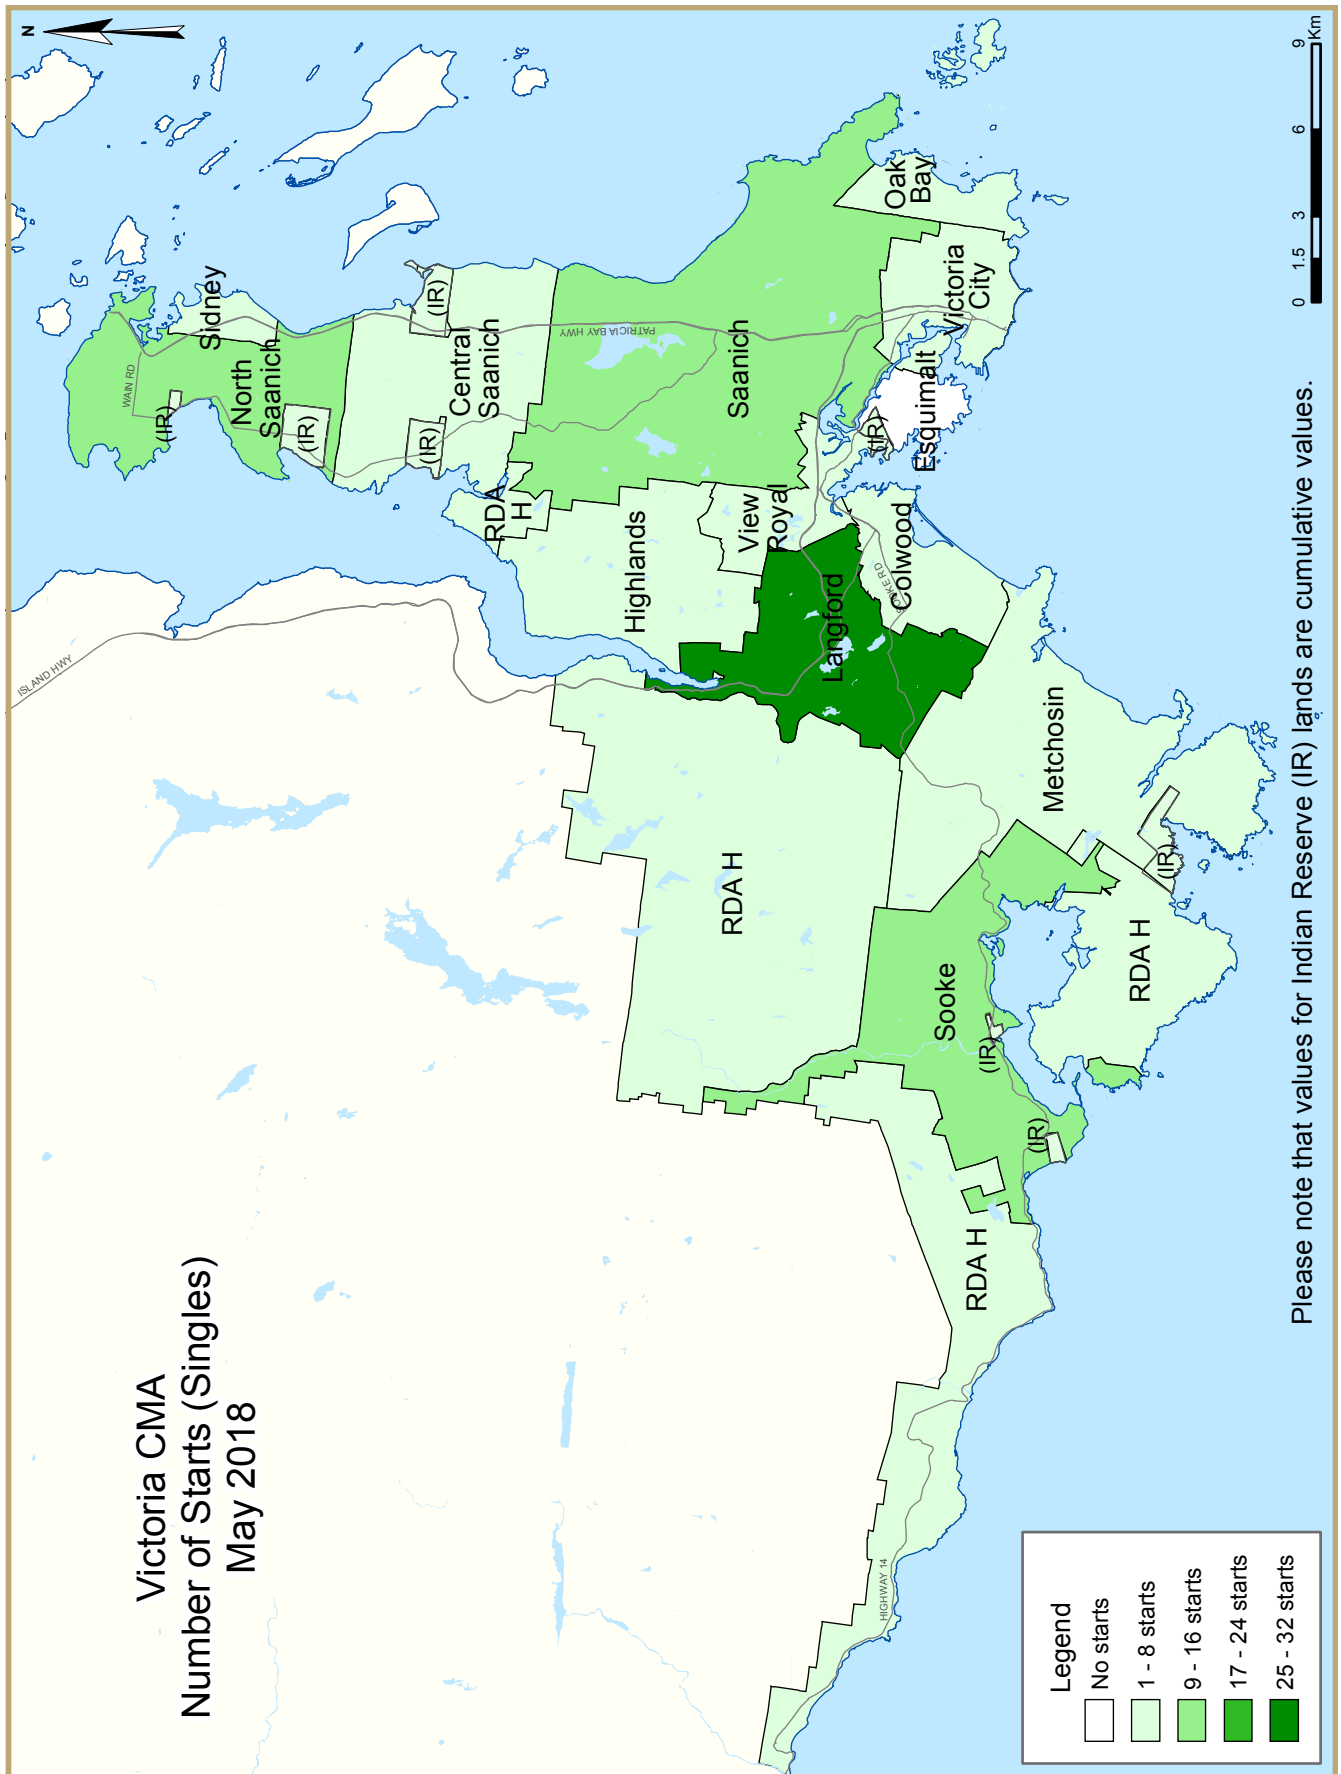 Victoria CMA
Number of Starts (Singles)
May 2018
N
ISLAND HWY
WAIN RD
(IR)
Sidney
North
Saanich
(IR)
(IR)
(IR)
Central
Saanich
RDA
H
PATRICIA BAY HWY
Saanich
Highlands
View
Royal
Oak
Bay
Victoria
City
Esquimalt
(IR)
Langford
Colwood
Metchosin
(IR)
RDA H
Sooke
(IR)
(IR)
RDA H
RDA H
HIGHWAY 14
Legend
No starts
1 - 8 starts
9 - 16 starts
17 - 24 starts
25 - 32 starts
0 1.5 3 6 9 Km
Please note that values for Indian Reserve (IR) lands are cumulative values.